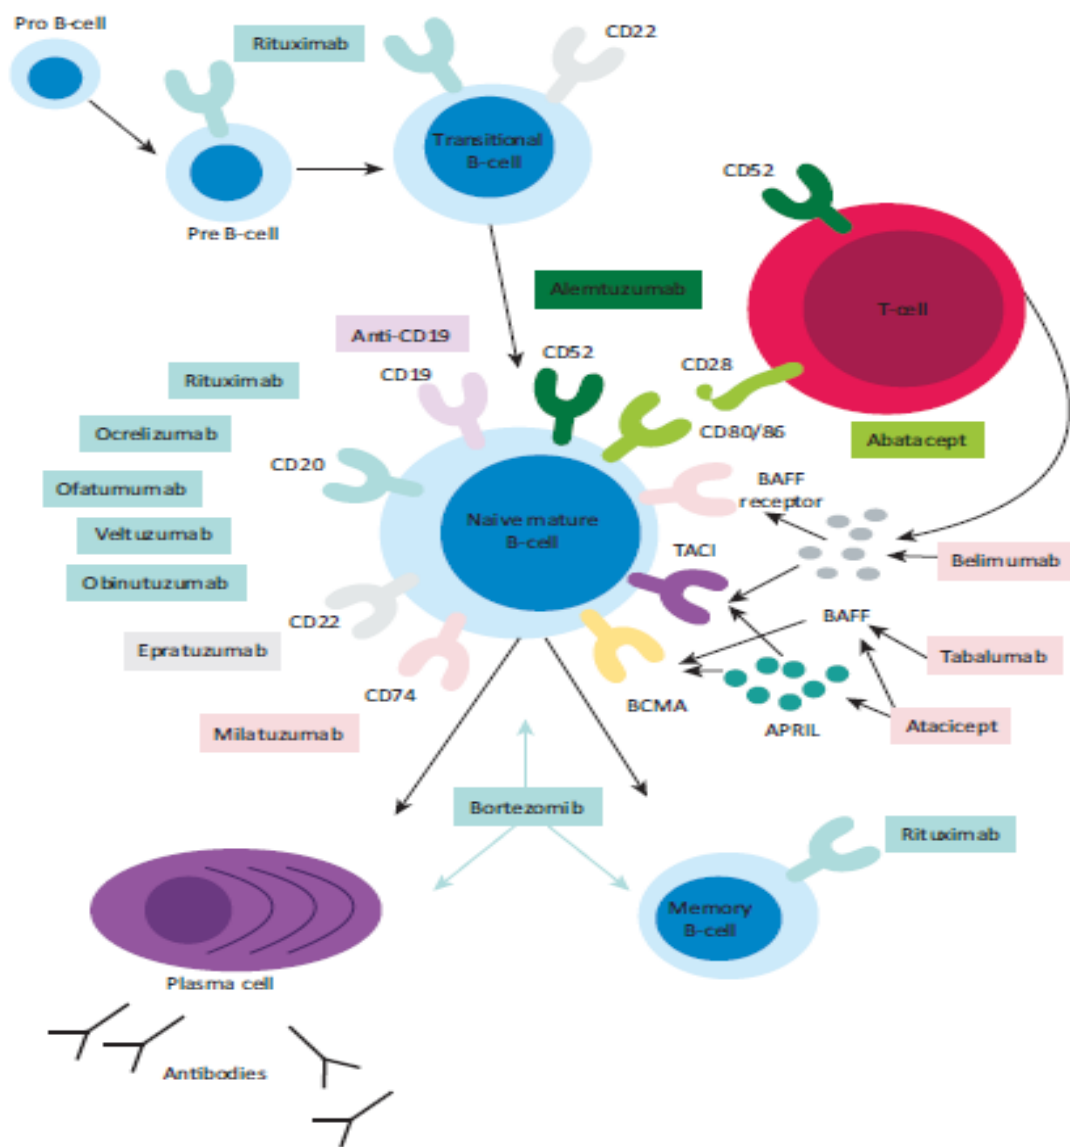 Pro B-cell
Rituximab
CD22
Transitional
B-cell
Pre B-cell
CD52
T-cell
Alemtuzumab
Anti-CD19
CD19
CD52
CD28
CD80/86
Abatacept
Rituximab
Ocrelizumab
CD20
Ofatumumab
Veltuzumab
Obinutuzumab
Naive mature
B-cell
BAFF
receptor
TACI
Belimumab
CD22
Epratuzumab
BAFF
Tabalumab
CD74
BCMA
APRIL
Atacicept
Milatuzumab
Bortezomib
Rituximab
Memory
B-cell
Plasma cell
Antibodies